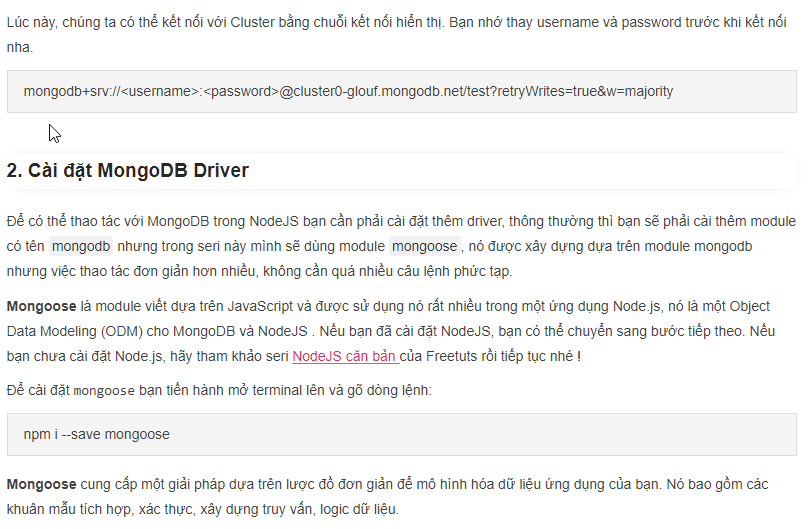 Lúc này, chúng ta có thể kết nối với Cluster bằng chuỗi kết nối hiển thị. Bạn nhớ thay username và password trước khi kết nối
nha.
mongodb+srv://<username>:<password>@cluster0-glouf.mongodb.net/test?retryWrites=true&w=majority
2. Cài đặt MongoDB Driver
Để có thể thao tác với MongoDB trong NodeJS bạn cần phải cài đặt thêm driver, thông thường thì bạn sẽ phải cài thêm module
có tên mongodb nhưng trong seri này mình sẽ dùng module mongoose, nó được xây dựng dựa trên module mongodb
nhưng việc thao tác đơn giản hơn nhiều, không cần quá nhiều câu lệnh phức tạp.
Mongoose là module viết dựa trên JavaScript và được sử dụng nó rất nhiều trong một ứng dụng Node.js, nó là một Object
Data Modeling (ODM) cho MongoDB và NodeJS . Nếu bạn đã cài đặt NodeJS, bạn có thể chuyển sang bước tiếp theo. Nếu
bạn chưa cài đặt Node.js, hãy tham khảo seri NodeJS căn bản của Freetuts rồi tiếp tục nhé !
Để cài đặt mongoose bạn tiến hành mở terminal lên và gõ dòng lệnh:
npm i --save mongoose
Mongoose cung cấp một giải pháp dựa trên lược đồ đơn giản để mô hình hóa dữ liệu ứng dụng của bạn. Nó bao gồm các
khuân mẫu tích hợp, xác thực, xây dựng truy vấn, logic dữ liệu.